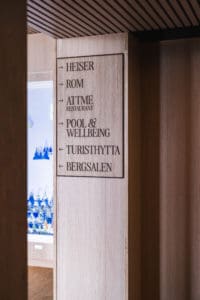 → HEISER
→ ROM
→ ATTME
RESTAURANT
→ POOL &
WELLBEING
← TURISTHYTTA
← BERGSALEN